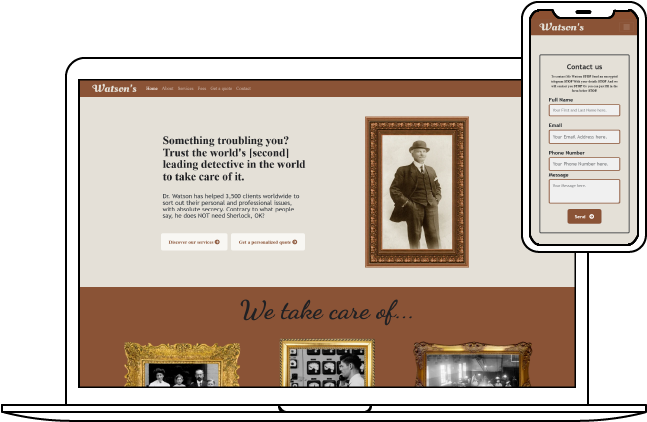 Watson's
Home About Services Fees Get a quote Contact
Something troubling you?
Trust the world's [second]
leading detective in the world
to take care of it.
Dr. Watson has helped 3,500 clients worldwide to
sort out their personal and professional issues,
with absolute secrecy. Contrary to what people
say, he does NOT need Sherlock, OK!
Discover our services
Get a personalized quote
We take care of...
Watson's
Contact us
Full Name
Your First and Last Name here..
Email
Your Email Address here..
Phone Number
Your Phone Number here..
Message
Your Message here
Send